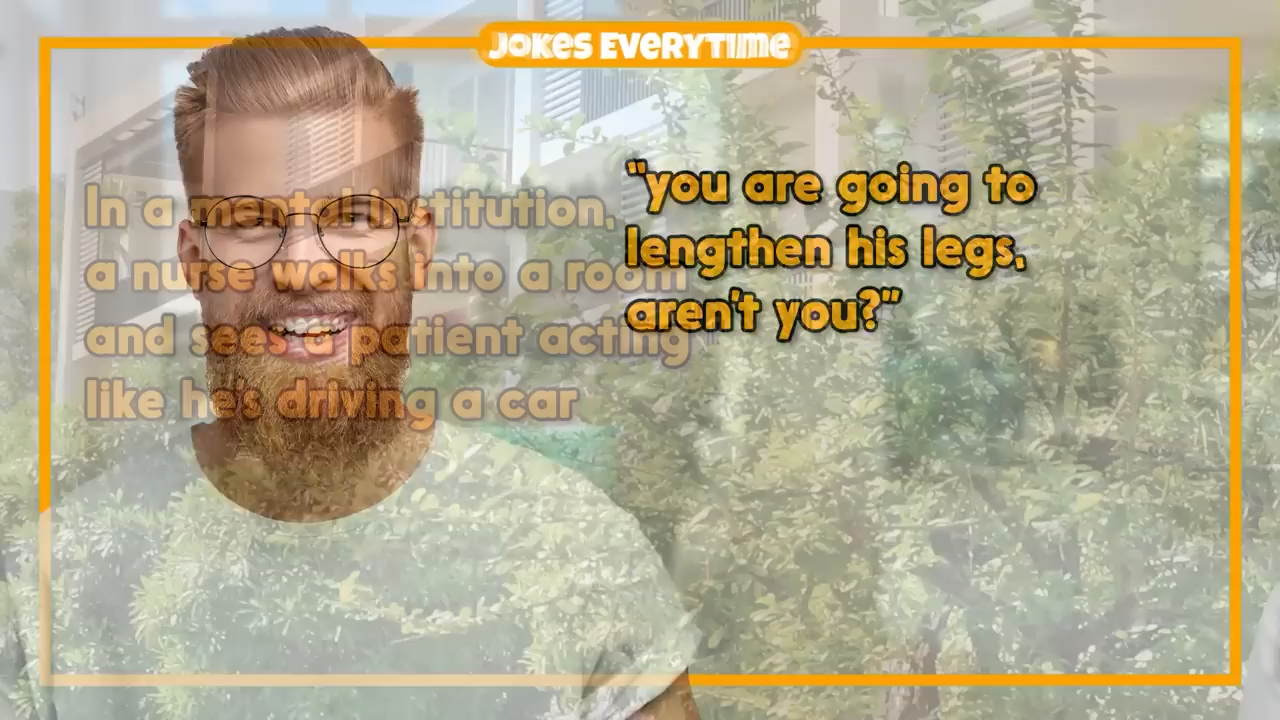 Jokes Everytime
In a mental institution,
a nurse walks into a room
and sees a patient acting
like he's driving a car
"you are going to
lengthen his legs,
aren't you?"